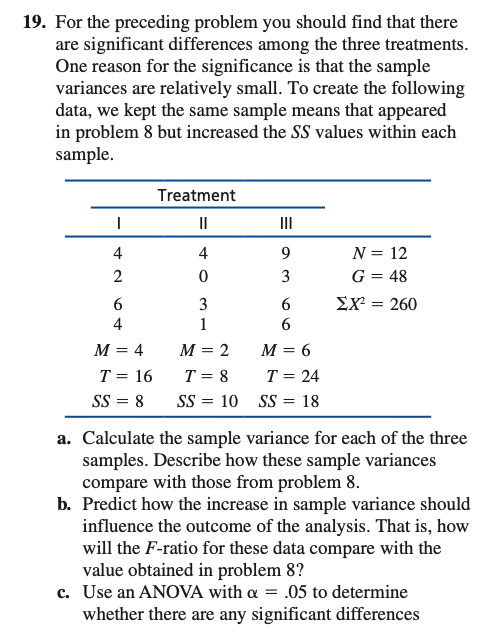 19. For the preceding problem you should find that there
are significant differences among the three treatments.
One reason for the significance is that the sample
variances are relatively small. To create the following
data, we kept the same sample means that appeared
in problem 8 but increased the SS values within each
sample.
Treatment
I II III
4 4 9 N = 12
2 0 3 G = 48
6 3 6 ΣX² = 260
4 1 6
M = 4 M = 2 M = 6
T = 16 T = 8 T = 24
SS = 8 SS = 10 SS = 18
a. Calculate the sample variance for each of the three
samples. Describe how these sample variances
compare with those from problem 8.
b. Predict how the increase in sample variance should
influence the outcome of the analysis. That is, how
will the F-ratio for these data compare with the
value obtained in problem 8?
c. Use an ANOVA with α = .05 to determine
whether there are any significant differences